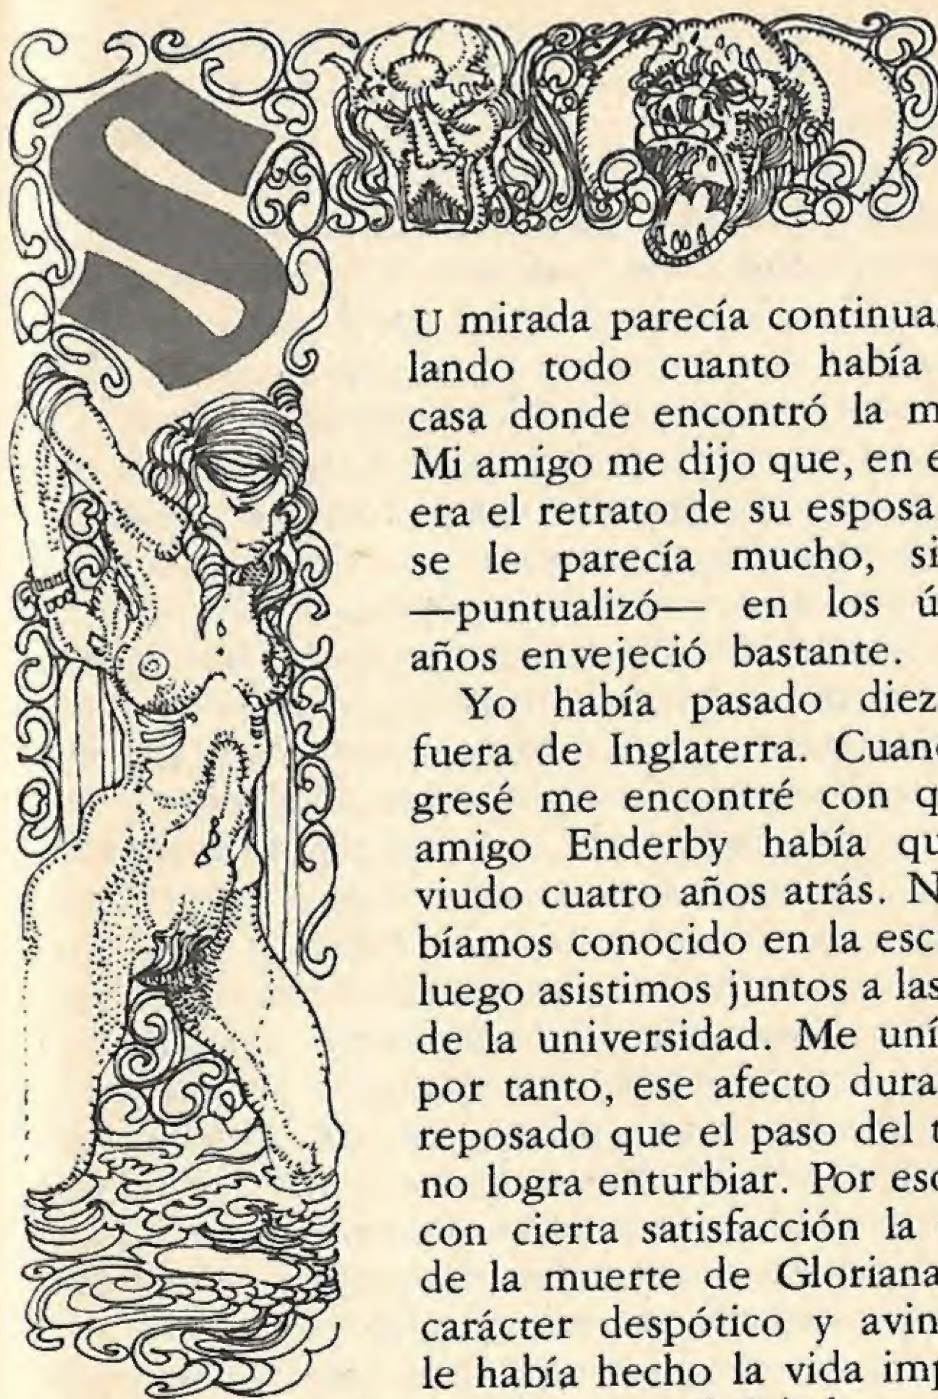 S
U mirada parecía continua
lando todo cuanto había
casa donde encontró la m
Mi amigo me dijo que, en e
era el retrato de su esposa
se le parecía mucho, si
—puntualizó— en los ú
años envejeció bastante.
Yo había pasado diez
fuera de Inglaterra. Cuan
gresé me encontré con q
amigo Enderby había qu
viudo cuatro años atrás. N
bíamos conocido en la esc
luego asistimos juntos a las
de la universidad. Me uní
por tanto, ese afecto dura
reposado que el paso del t
no logra enturbiar. Por eso
con cierta satisfacción la
de la muerte de Gloriana
carácter despótico y avin
le había hecho la vida imp